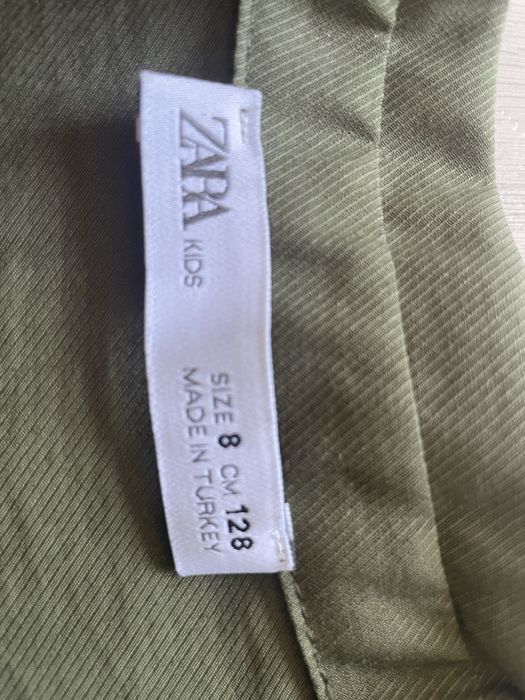 ZARA
KIDS
SIZE 8 CM 128
MADE IN TURKEY